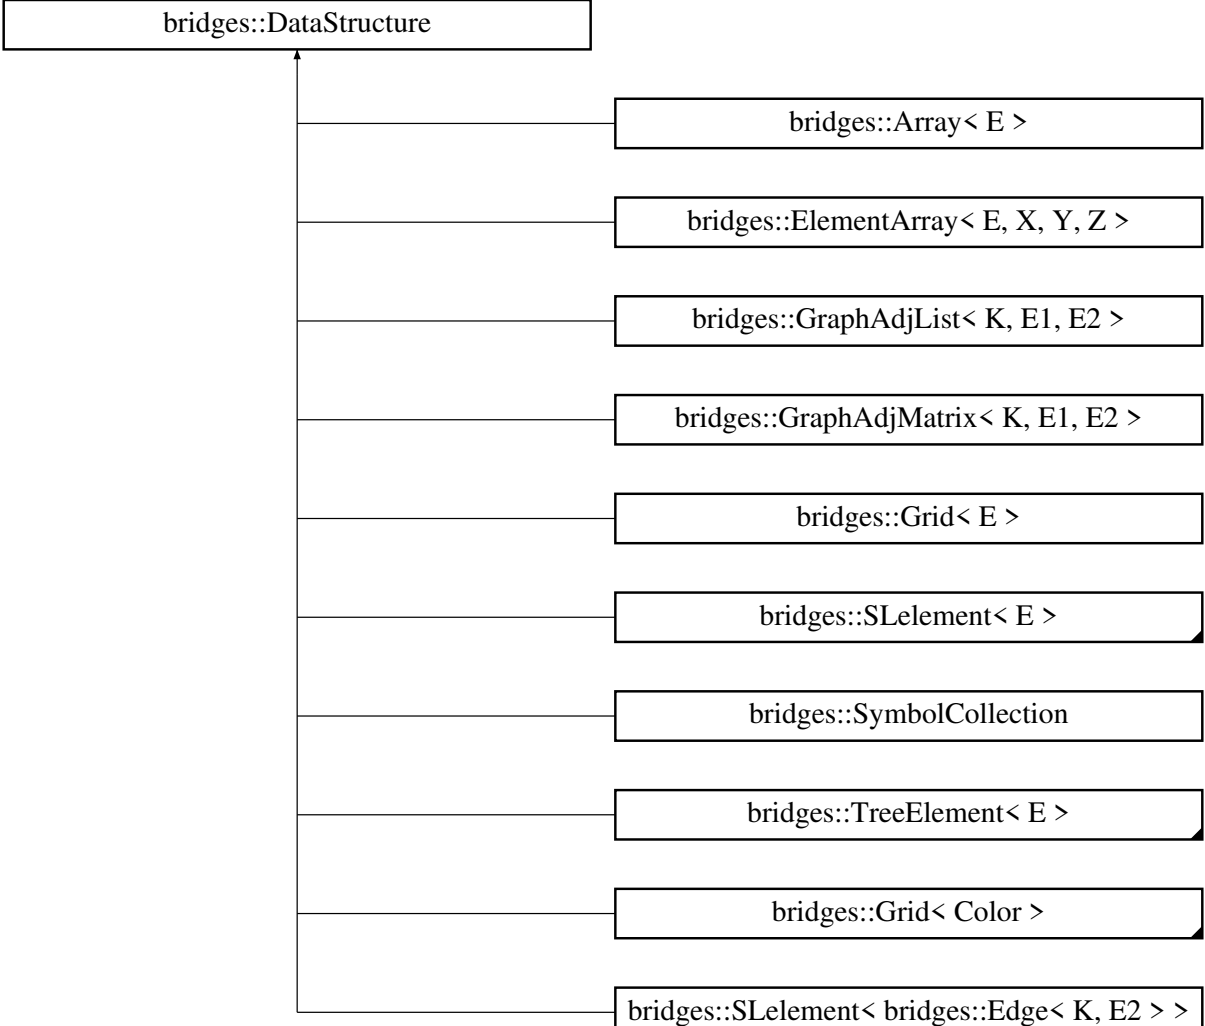 bridges::DataStructure
bridges::Array< E >
bridges::ElementArray< E, X, Y, Z >
bridges::GraphAdjList< K, E1, E2 >
bridges::GraphAdjMatrix< K, E1, E2 >
bridges::Grid< E >
bridges::SLelement< E >
bridges::SymbolCollection
bridges::TreeElement< E >
bridges::Grid< Color >
bridges::SLelement< bridges::Edge< K, E2 > >